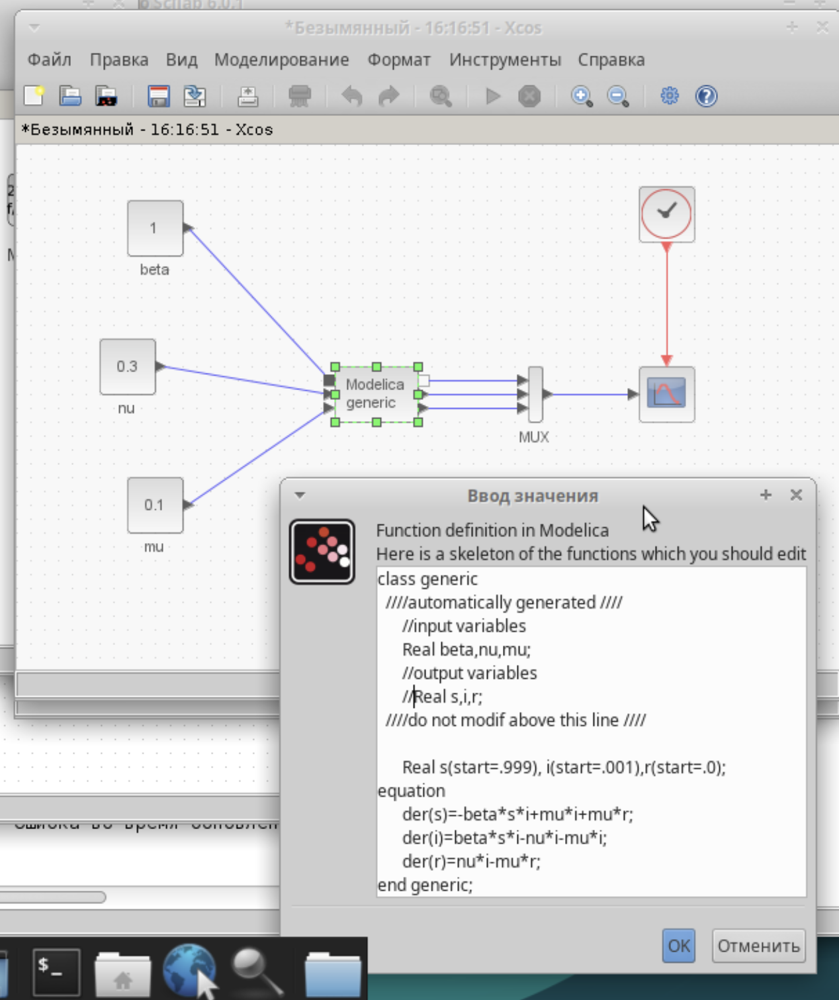 Scilab 6.0.1
*Безымянный - 16:16:51 - Xcos
Файл Правка Вид Моделирование Формат Инструменты Справка
*Безымянный - 16:16:51 - Xcos
1
beta
0.3
nu
0.1
mu
Modelica
generic
MUX
Ввод значения
Function definition in Modelica
Here is a skeleton of the functions which you should edit
class generic
////automatically generated ////
//input variables
Real beta,nu,mu;
//output variables
//Real s,i,r;
////do not modif above this line ////
Real s(start=.999), i(start=.001),r(start=.0);
equation
der(s)=-beta*s*i+mu*i+mu*r;
der(i)=beta*s*i-nu*i-mu*i;
der(r)=nu*i-mu*r;
end generic;
OK Отменить
$_